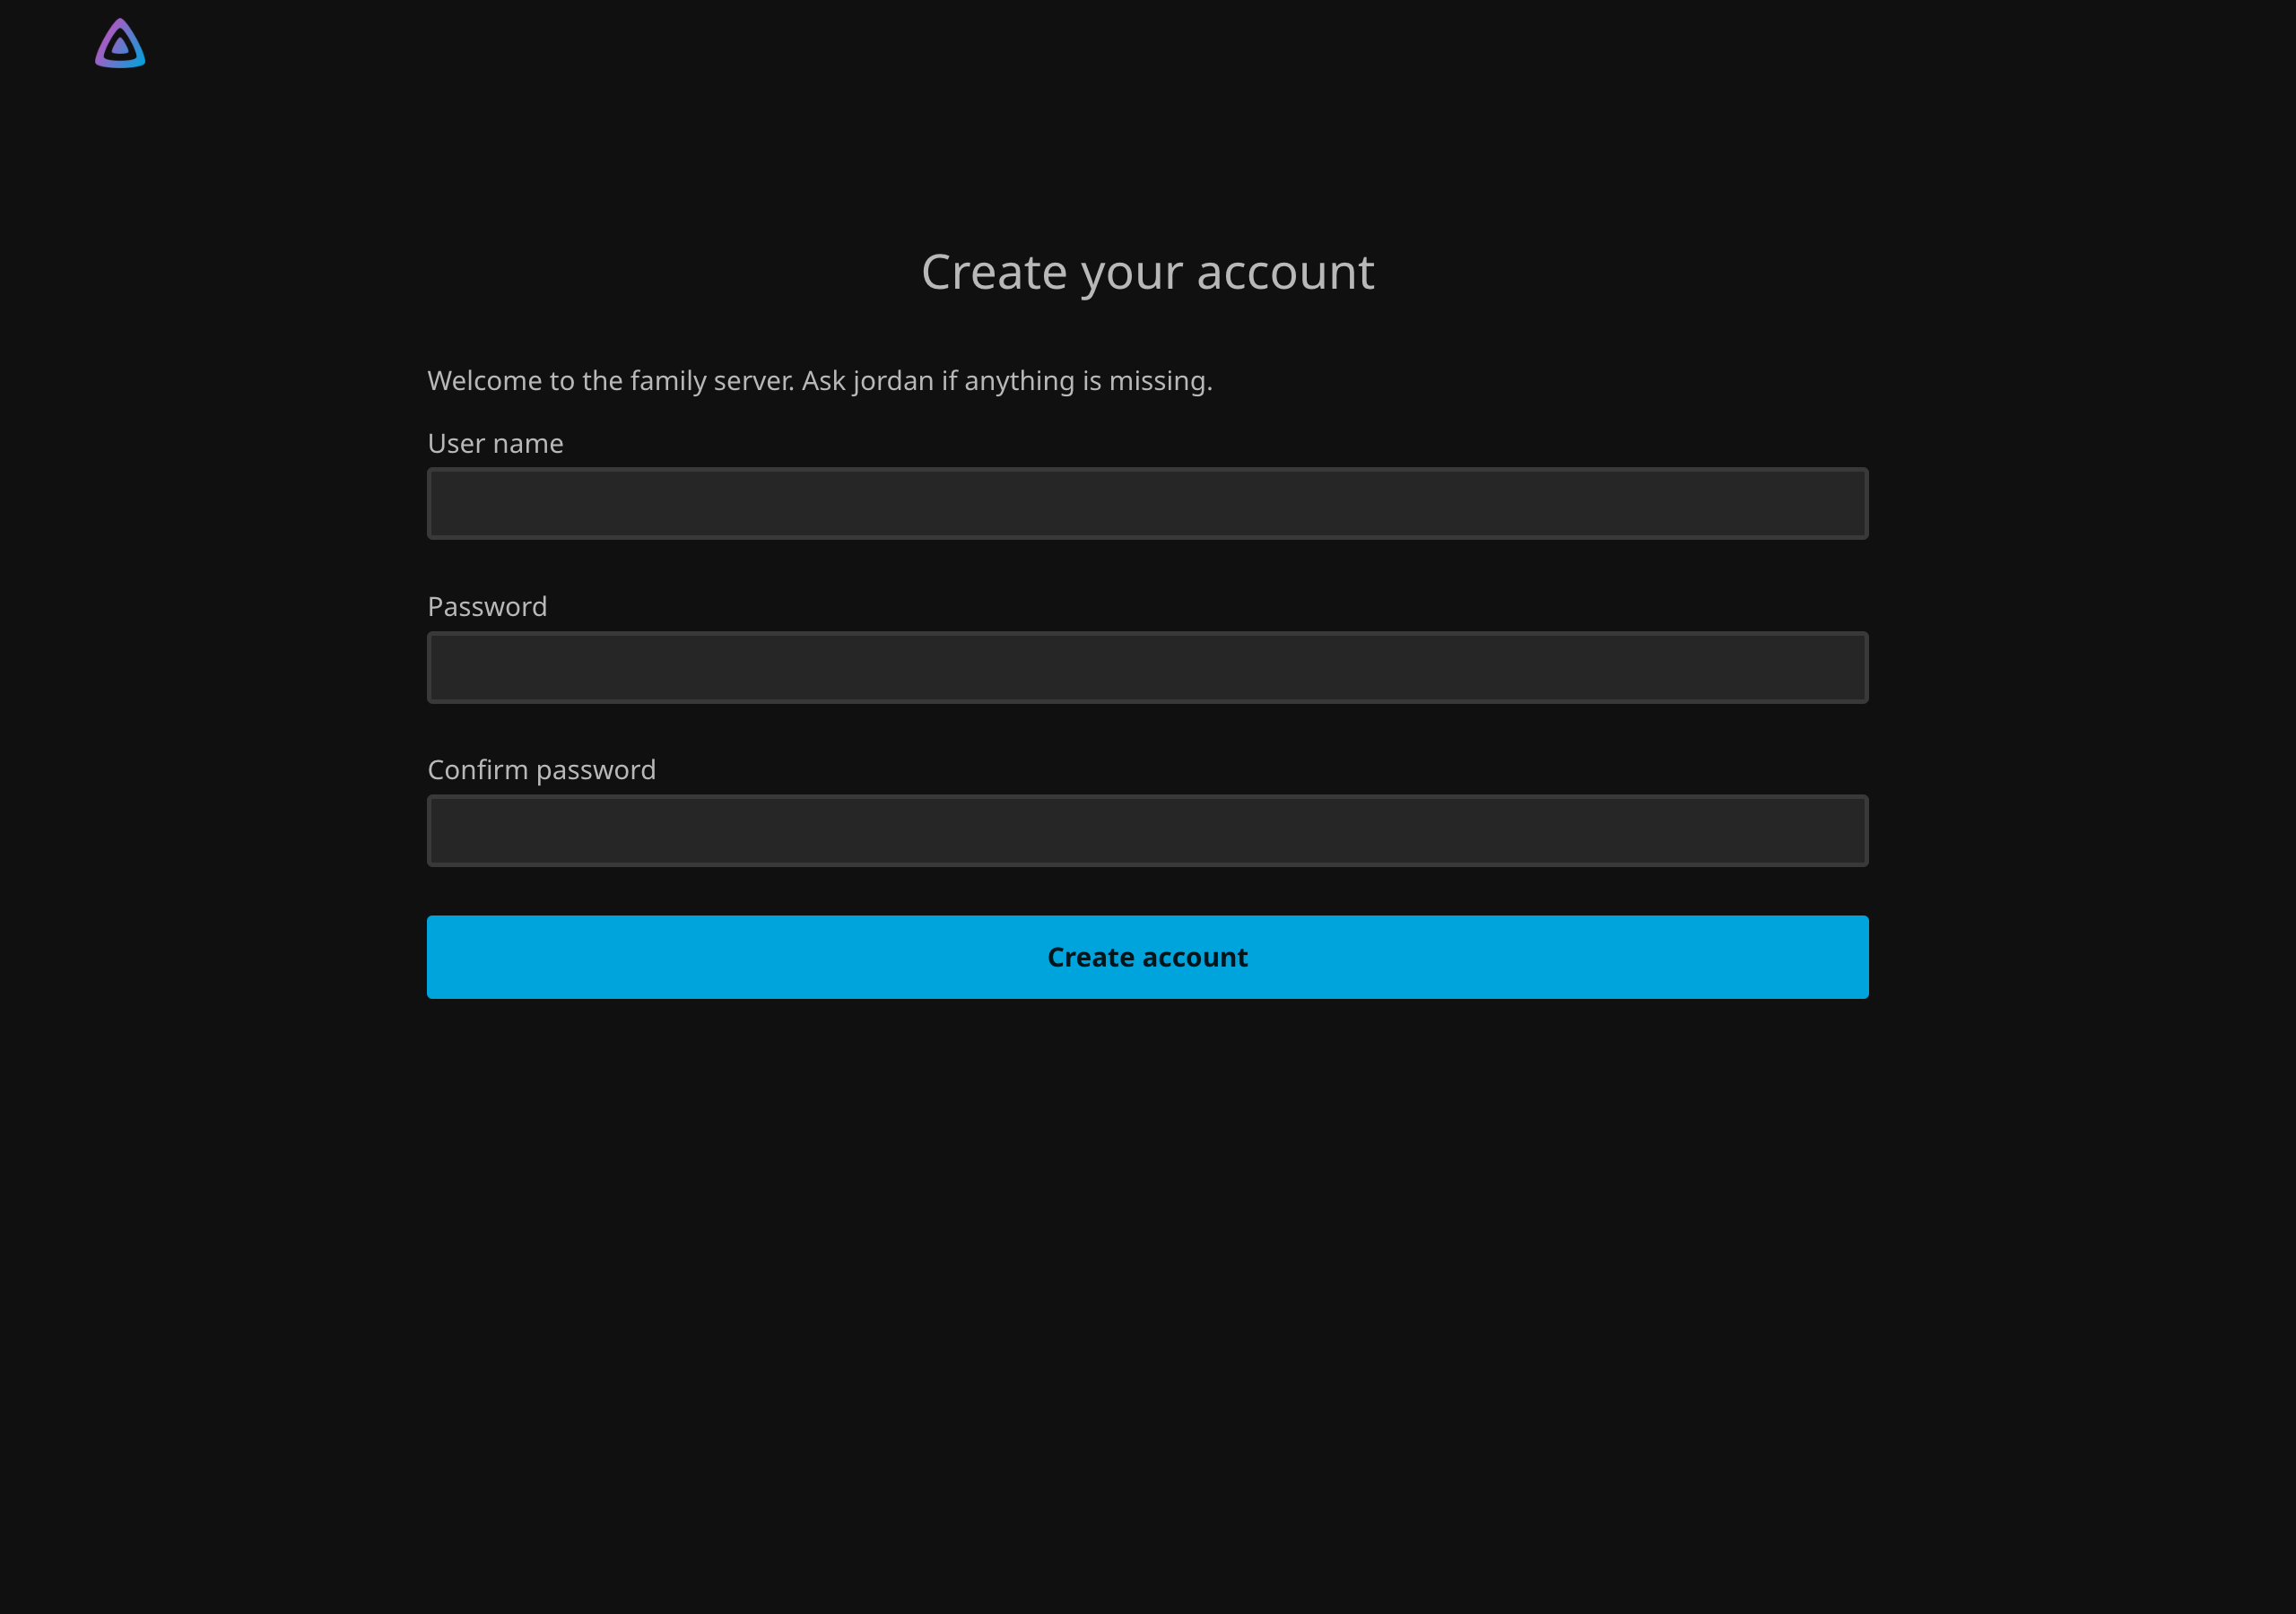 Create your account
Welcome to the family server. Ask jordan if anything is missing.
User name
Password
Confirm password
Create account